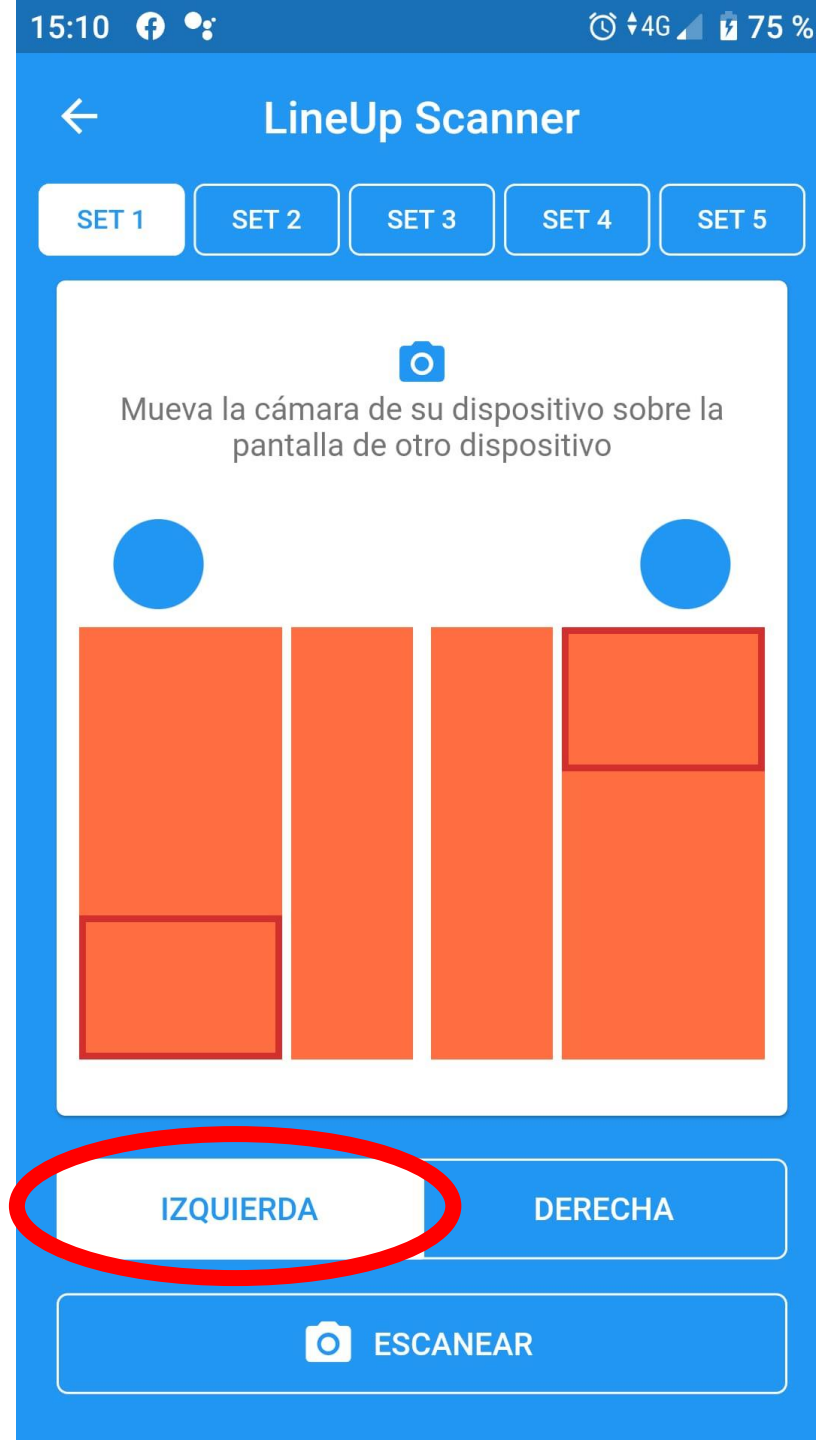 15:10 4G 75 %
LineUp Scanner
SET 1 SET 2 SET 3 SET 4 SET 5
Mueva la cámara de su dispositivo sobre la
pantalla de otro dispositivo
IZQUIERDA DERECHA
ESCANEAR